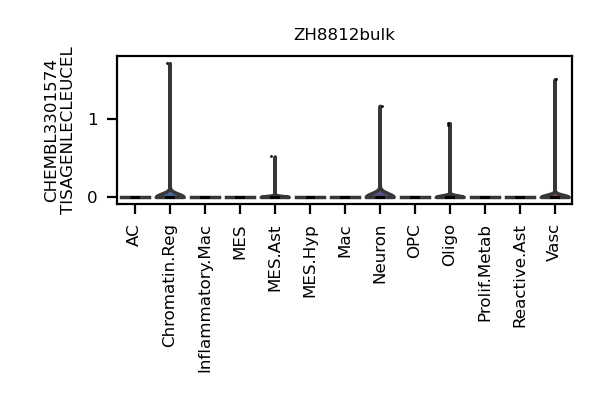 ZH8812bulk
CHEMBL3301574
TISAGENLECLEUCEL
1
0
AC
Chromatin.Reg
Inflammatory.Mac
MES
MES.Ast
MES.Hyp
Mac
Neuron
OPC
Oligo
Prolif.Metab
Reactive.Ast
Vasc